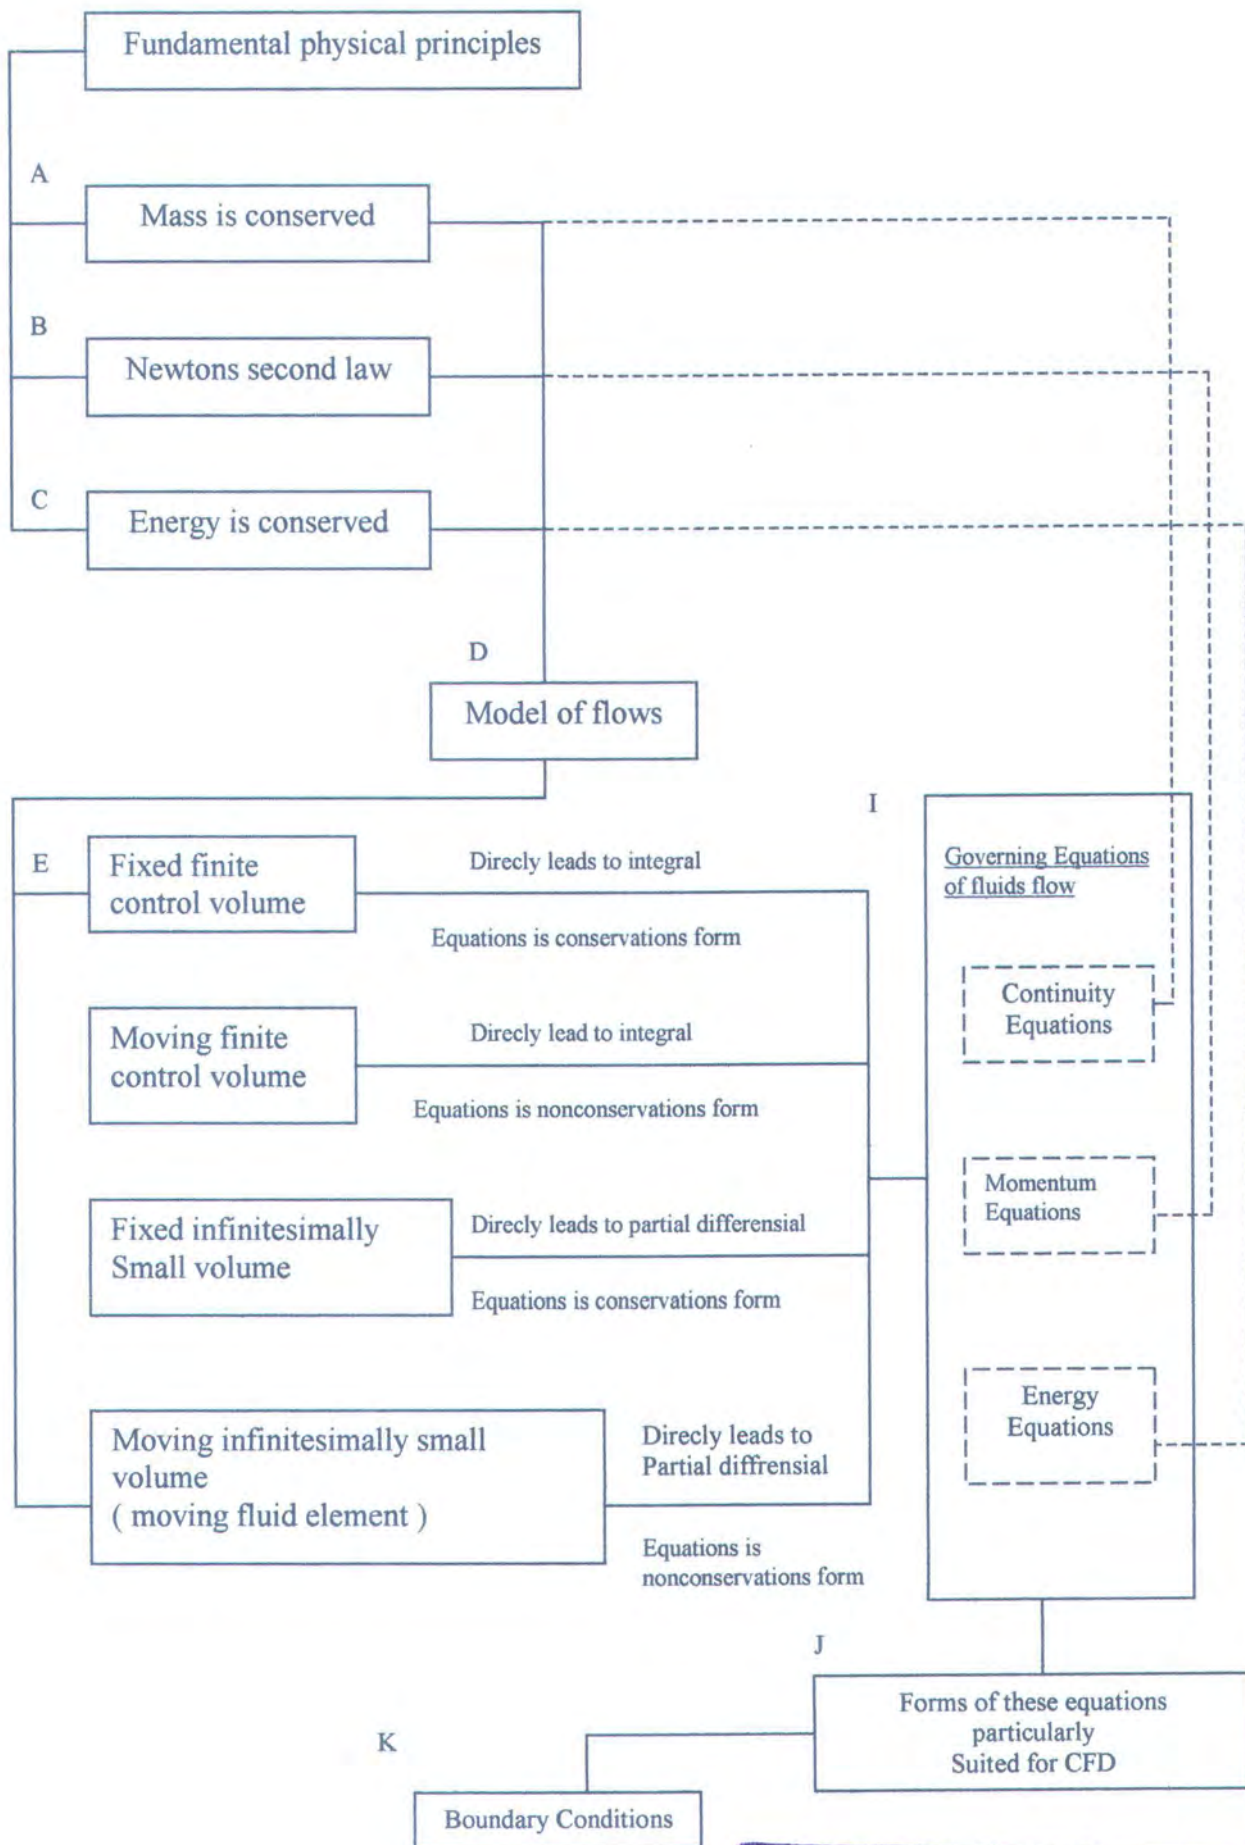 Fundamental physical principles
A
Mass is conserved
B
Newtons second law
C
Energy is conserved
D
Model of flows
E
Fixed finite
control volume
Direcly leads to integral
Equations is conservations form
Moving finite
control volume
Direcly lead to integral
Equations is nonconservations form
Fixed infinitesimally
Small volume
Direcly leads to partial differensial
Equations is conservations form
Moving infinitesimally small
volume
( moving fluid element )
Direcly leads to
Partial diffrensial
Equations is
nonconservations form
I
Governing Equations
of fluids flow
Continuity
Equations
Momentum
Equations
Energy
Equations
J
Forms of these equations
particularly
Suited for CFD
K
Boundary Conditions